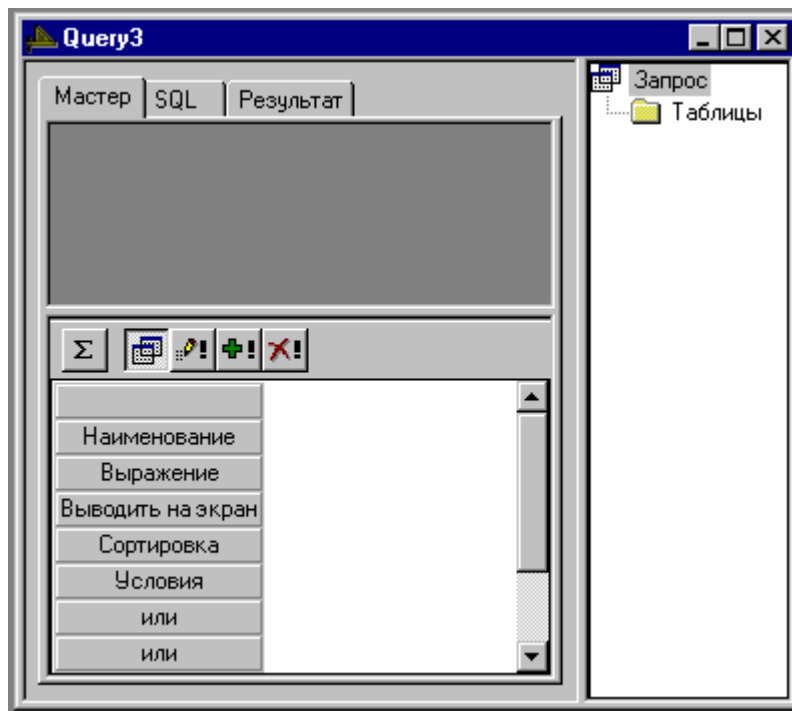 Query3
Мастер SQL Результат
Запрос
Таблицы
Σ
Наименование
Выражение
Выводить на экран
Сортировка
Условия
или
или